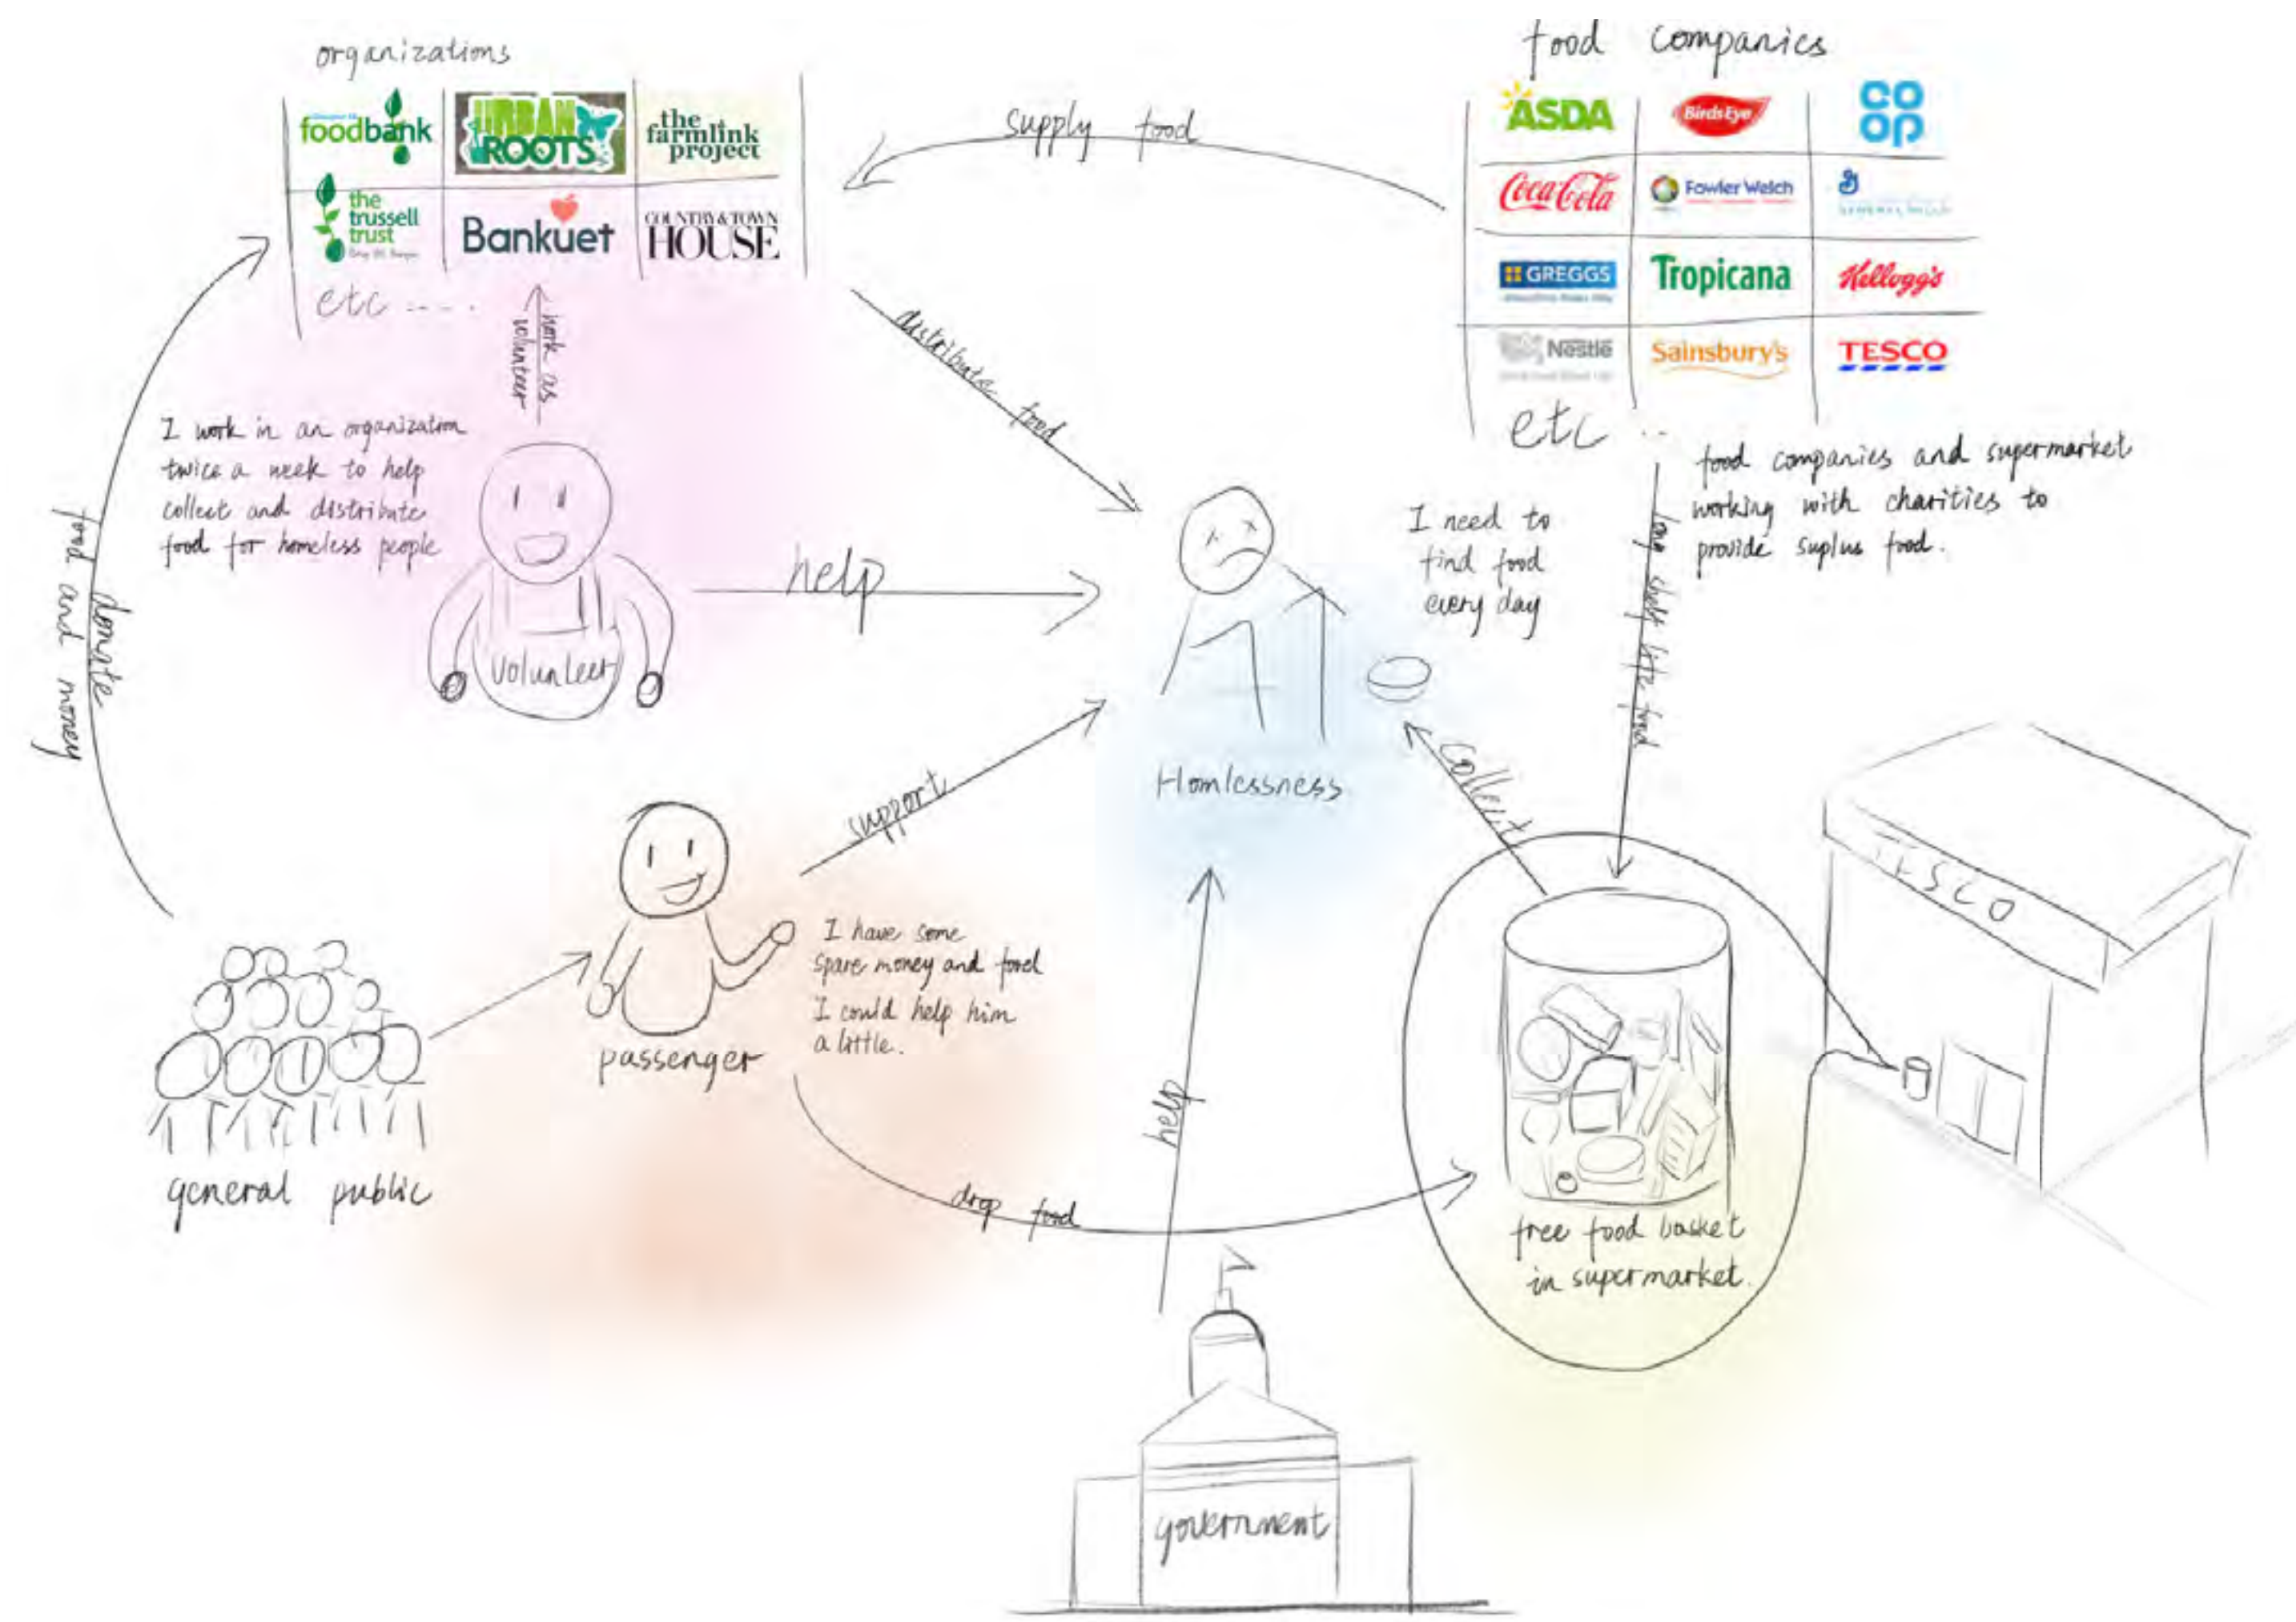 organizations
foodbank
URBAN
ROOTS
the
farmlink
project
the
trussell
trust
Bankuet
COUNTRY & TOWN
HOUSE
etc .....
supply food
food companies
ASDA
BirdsEye
CO
OP
Coca-Cola
Fowler Welch
GREGGS
Tropicana
Kellogg's
Nestle
Sainsbury's
TESCO
etc ..
work as
volunteer
distribute food
I work in an organization
twice a week to help
collect and distribute
food for homeless people
food companies and supermarket
working with charities to
provide suplus food.
I need to
find food
every day
long shelf life food
help
volunteer
donate
food and money
Homlessness
collect
support
TESCO
I have some
spare money and food
I could help him
a little.
passenger
general public
help
drop food
free food basket
in supermarket.
government